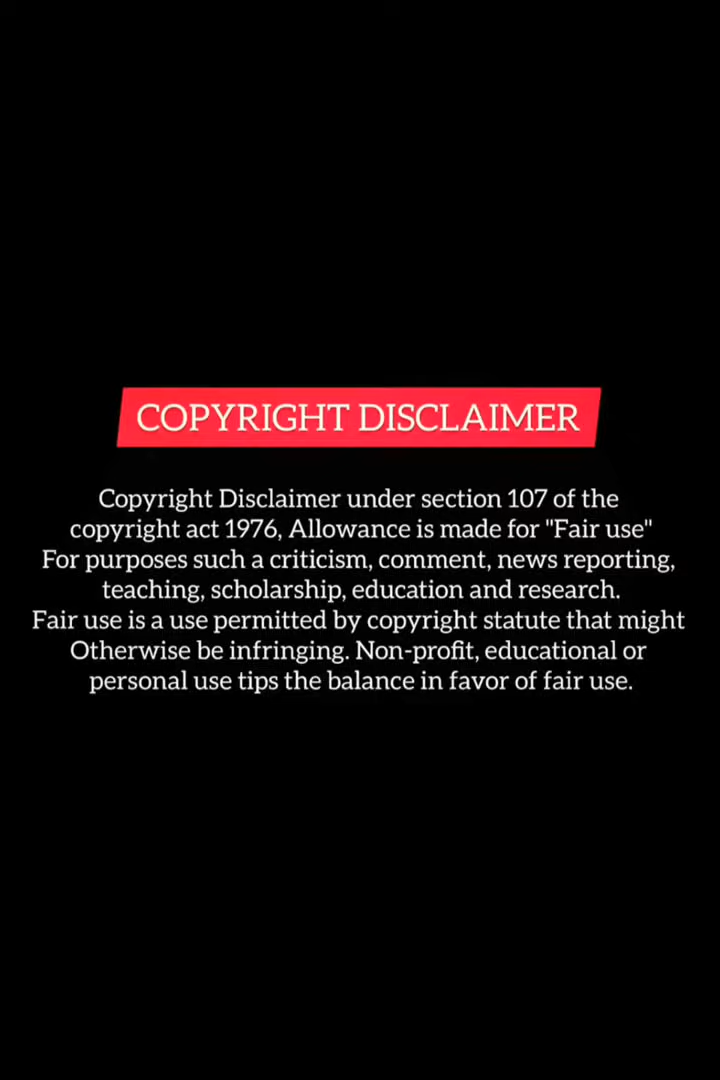 COPYRIGHT DISCLAIMER
Copyright Disclaimer under section 107 of the
copyright act 1976, Allowance is made for "Fair use"
For purposes such a criticism, comment, news reporting,
teaching, scholarship, education and research.
Fair use is a use permitted by copyright statute that might
Otherwise be infringing. Non-profit, educational or
personal use tips the balance in favor of fair use.